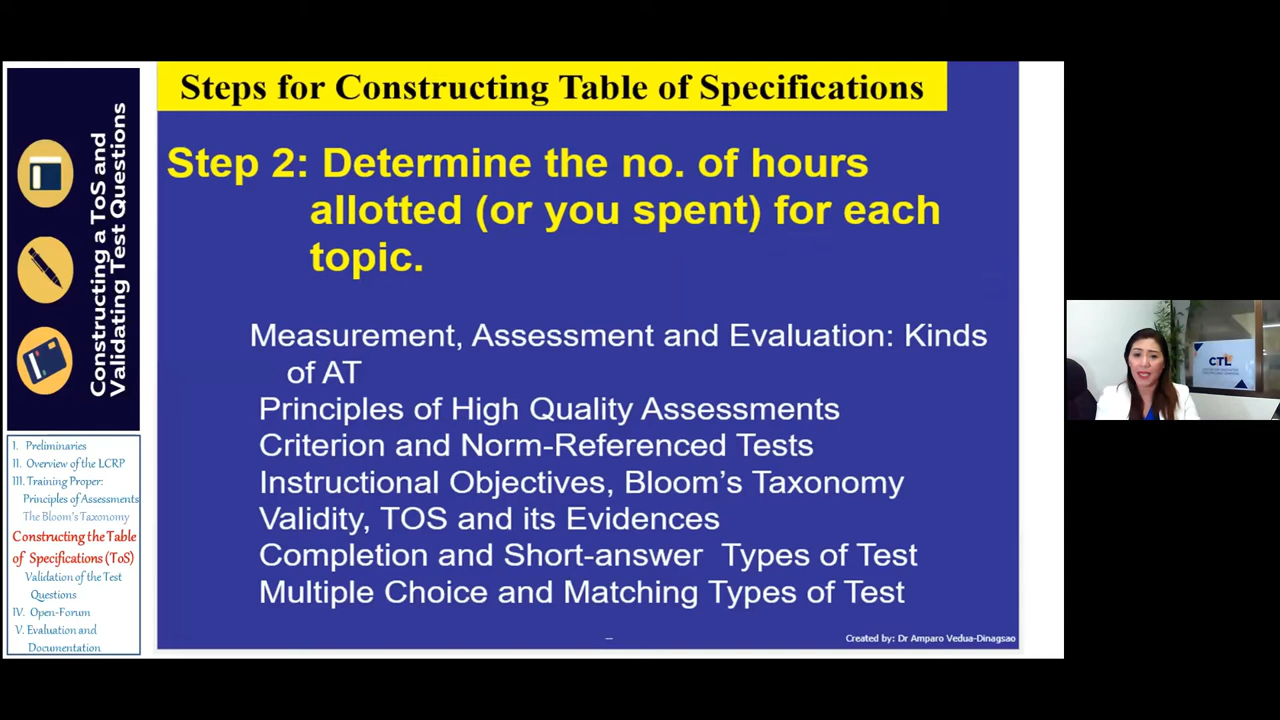 Steps for Constructing Table of Specifications
Constructing a ToS and
Validating Test Questions
Step 2: Determine the no. of hours
allotted (or you spent) for each
topic.
Measurement, Assessment and Evaluation: Kinds
of AT
Principles of High Quality Assessments
Criterion and Norm-Referenced Tests
Instructional Objectives, Bloom's Taxonomy
Validity, TOS and its Evidences
Completion and Short-answer Types of Test
Multiple Choice and Matching Types of Test
Created by: Dr Amparo Vedua-Dinagsao
I. Preliminaries
II. Overview of the LCRP
III. Training Proper:
Principles of Assessments
The Bloom's Taxonomy
Constructing the Table
of Specifications (ToS)
Validation of the Test
Questions
IV. Open-Forum
V. Evaluation and
Documentation
CTL